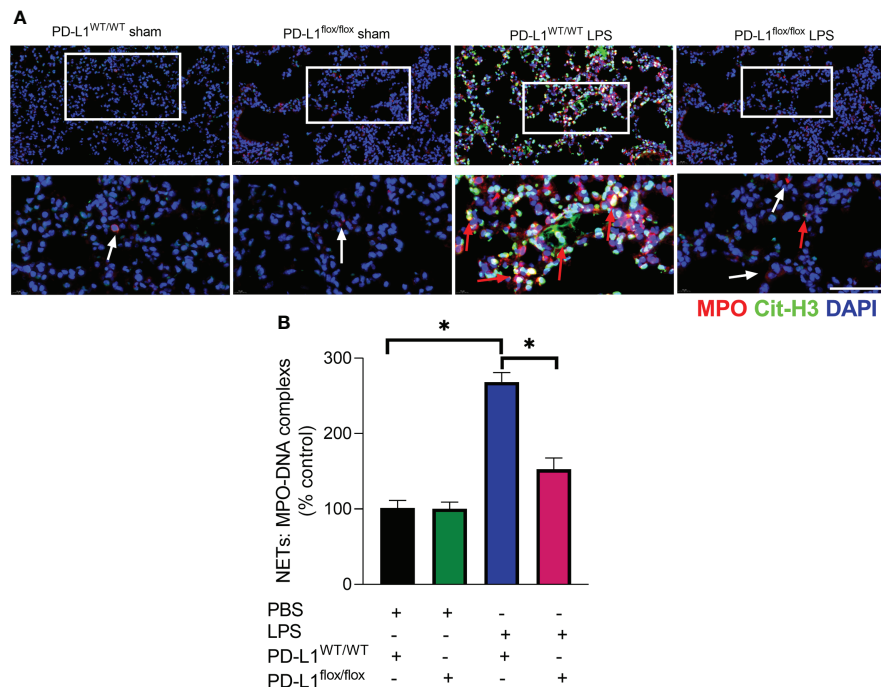 A
PD-L1WT/WT sham PD-L1flox/flox sham PD-L1WT/WT LPS PD-L1flox/flox LPS
MPO Cit-H3 DAPI
B
* *
NETs: MPO-DNA complexs
(% control)
300
200
100
0
PBS + + - -
LPS - - + +
PD-L1WT/WT + - + -
PD-L1flox/flox - + - +